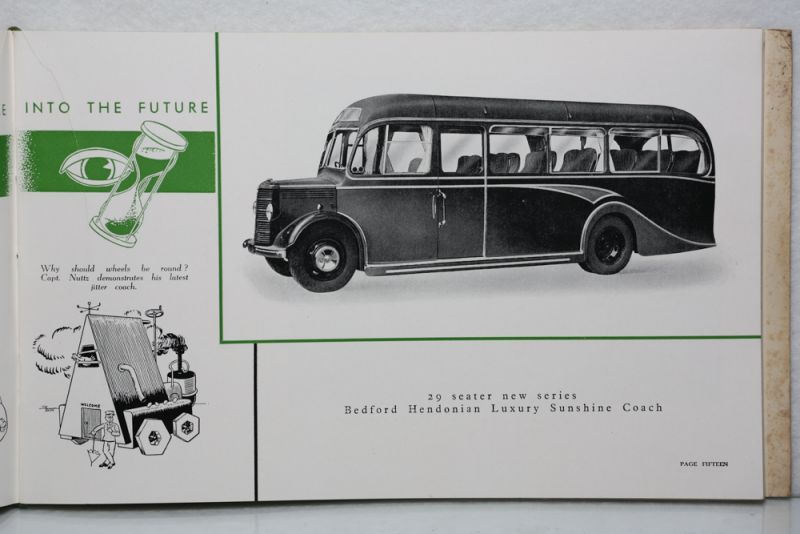 E INTO THE FUTURE
Why should wheels be round?
Capt. Nuttz demonstrates his latest
jitter coach.
WELCOME
29 seater new series
Bedford Hendonian Luxury Sunshine Coach
PAGE FIFTEEN